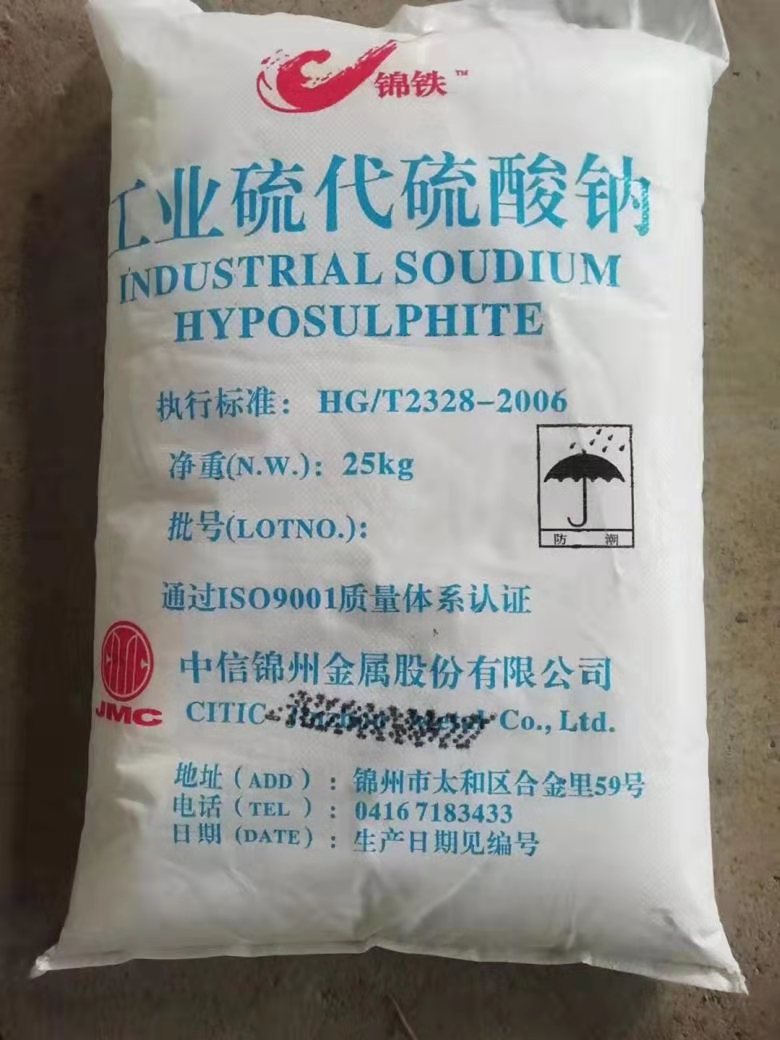 锦铁™
工业硫代硫酸钠
INDUSTRIAL SOUDIUM
HYPOSULPHITE
执行标准：HG/T2328-2006
净重(N.W.)：25kg
批号(LOTNO.)：
防 潮
通过ISO9001质量体系认证
中信锦州金属股份有限公司
JMC
CITIC Co., Ltd.
地址（ADD）：锦州市太和区合金里59号
电话（TEL）：0416 7183433
日期（DATE）：生产日期见编号